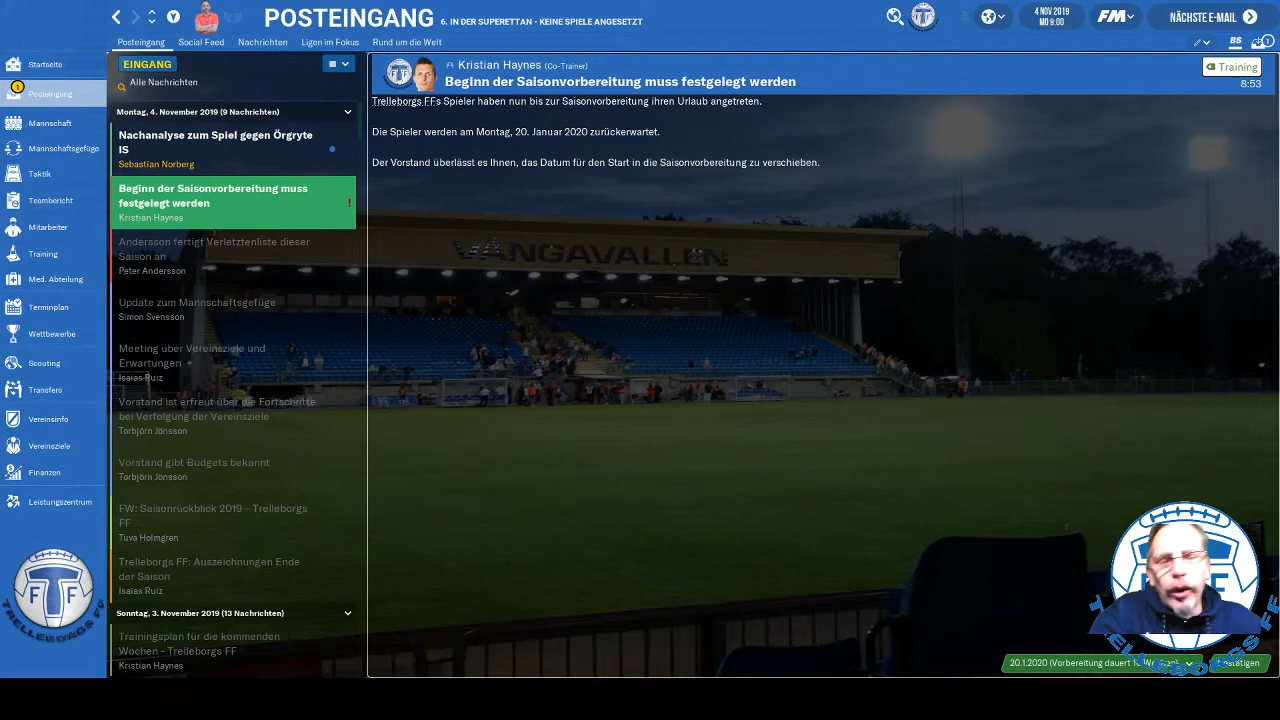 POSTEINGANG
6. IN DER SUPERETTAN - KEINE SPIELE ANGESETZT
4 NOV 2019
MO 9:00
FM
NÄCHSTE E-MAIL
Posteingang
Social Feed
Nachrichten
Ligen im Fokus
Rund um die Welt
BS
1
Startseite
1
Posteingang
Mannschaft
Mannschaftsgefüge
Taktik
Teambericht
Mitarbeiter
Training
Med. Abteilung
Terminplan
Wettbewerbe
Scouting
Transfers
Vereinsinfo
Vereinsziele
Finanzen
Leistungszentrum
TFF
TRELLEBORGS FF
EINGANG
Alle Nachrichten
Montag, 4. November 2019 (9 Nachrichten)
Nachanalyse zum Spiel gegen Örgryte
IS
Sebastian Norberg
Beginn der Saisonvorbereitung muss
festgelegt werden
Kristian Haynes
!
Andersson fertigt Verletztenliste dieser
Saison an
Peter Andersson
Update zum Mannschaftsgefüge
Simon Svensson
Meeting über Vereinsziele und
Erwartungen
Isaias Ruiz
Vorstand ist erfreut über die Fortschritte
bei Verfolgung der Vereinsziele
Torbjörn Jönsson
Vorstand gibt Budgets bekannt
Torbjörn Jönsson
FW: Saisonrückblick 2019 - Trelleborgs
FF
Tuva Holmgren
Trelleborgs FF: Auszeichnungen Ende
der Saison
Isaias Ruiz
Sonntag, 3. November 2019 (13 Nachrichten)
Trainingsplan für die kommenden
Wochen - Trelleborgs FF
Kristian Haynes
Kristian Haynes (Co-Trainer)
Beginn der Saisonvorbereitung muss festgelegt werden
Training
8:53
Trelleborgs FFs Spieler haben nun bis zur Saisonvorbereitung ihren Urlaub angetreten.
Die Spieler werden am Montag, 20. Januar 2020 zurückerwartet.
Der Vorstand überlässt es Ihnen, das Datum für den Start in die Saisonvorbereitung zu verschieben.
VANGAVALLEN
20.1.2020 (Vorbereitung dauert
TRELLEBORGS FF